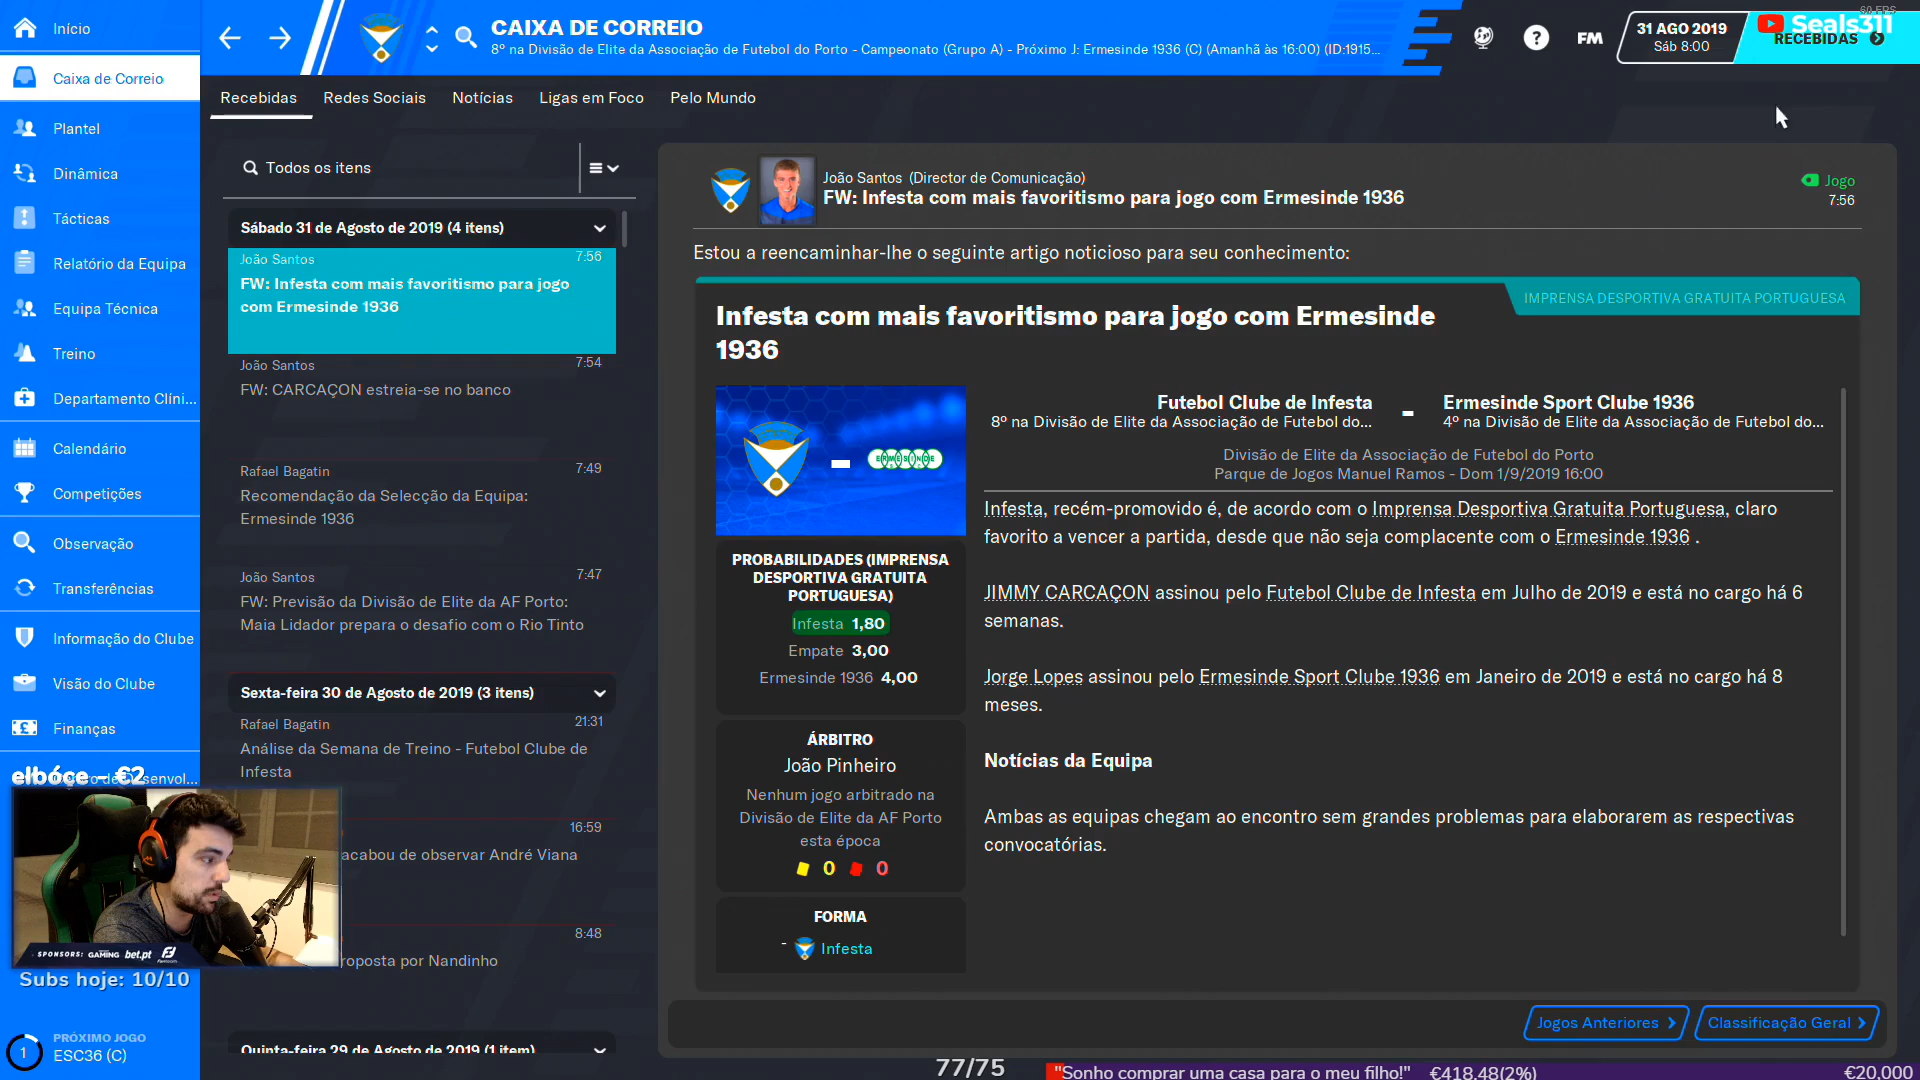 Início
Caixa de Correio
Plantel
Dinâmica
Tácticas
Relatório da Equipa
Equipa Técnica
Treino
Departamento Clíni...
Calendário
Competições
Observação
Transferências
Informação do Clube
Visão do Clube
Finanças
elbóçe - €2
SPONSORS: GAMING bet.pt
Subs hoje: 10/10
PRÓXIMO JOGO
1
ESC36 (C)
CAIXA DE CORREIO
8º na Divisão de Elite da Associação de Futebol do Porto - Campeonato (Grupo A) - Próximo J: Ermesinde 1936 (C) (Amanhã às 16:00) (ID:1915...
?
FM
31 AGO 2019
Sáb 8:00
60 FPS
Seals311
RECEBIDAS
Recebidas
Redes Sociais
Notícias
Ligas em Foco
Pelo Mundo
Todos os itens
Sábado 31 de Agosto de 2019 (4 itens)
João Santos 7:56
FW: Infesta com mais favoritismo para jogo
com Ermesinde 1936
João Santos 7:54
FW: CARCAÇON estreia-se no banco
Rafael Bagatin 7:49
Recomendação da Selecção da Equipa:
Ermesinde 1936
João Santos 7:47
FW: Previsão da Divisão de Elite da AF Porto:
Maia Lidador prepara o desafio com o Rio Tinto
Sexta-feira 30 de Agosto de 2019 (3 itens)
Rafael Bagatin 21:31
Análise da Semana de Treino - Futebol Clube de
Infesta
16:59
acabou de observar André Viana
8:48
roposta por Nandinho
Quinta-feira 29 de Agosto de 2019 (1 item)
João Santos (Director de Comunicação)
FW: Infesta com mais favoritismo para jogo com Ermesinde 1936
Jogo
7:56
Estou a reencaminhar-lhe o seguinte artigo noticioso para seu conhecimento:
IMPRENSA DESPORTIVA GRATUITA PORTUGUESA
Infesta com mais favoritismo para jogo com Ermesinde
1936
ERMESINDE
PROBABILIDADES (IMPRENSA
DESPORTIVA GRATUITA
PORTUGUESA)
Infesta 1,80
Empate 3,00
Ermesinde 1936 4,00
ÁRBITRO
João Pinheiro
Nenhum jogo arbitrado na
Divisão de Elite da AF Porto
esta época
0 0
FORMA
- Infesta
Futebol Clube de Infesta - Ermesinde Sport Clube 1936
8º na Divisão de Elite da Associação de Futebol do... 4º na Divisão de Elite da Associação de Futebol do...
Divisão de Elite da Associação de Futebol do Porto
Parque de Jogos Manuel Ramos - Dom 1/9/2019 16:00
Infesta, recém-promovido é, de acordo com o Imprensa Desportiva Gratuita Portuguesa, claro
favorito a vencer a partida, desde que não seja complacente com o Ermesinde 1936 .
JIMMY CARCAÇON assinou pelo Futebol Clube de Infesta em Julho de 2019 e está no cargo há 6
semanas.
Jorge Lopes assinou pelo Ermesinde Sport Clube 1936 em Janeiro de 2019 e está no cargo há 8
meses.
Notícias da Equipa
Ambas as equipas chegam ao encontro sem grandes problemas para elaborarem as respectivas
convocatórias.
Jogos Anteriores
Classificação Geral
77/75
"Sonho comprar uma casa para o meu filho!" €418.48(2%) €20,000